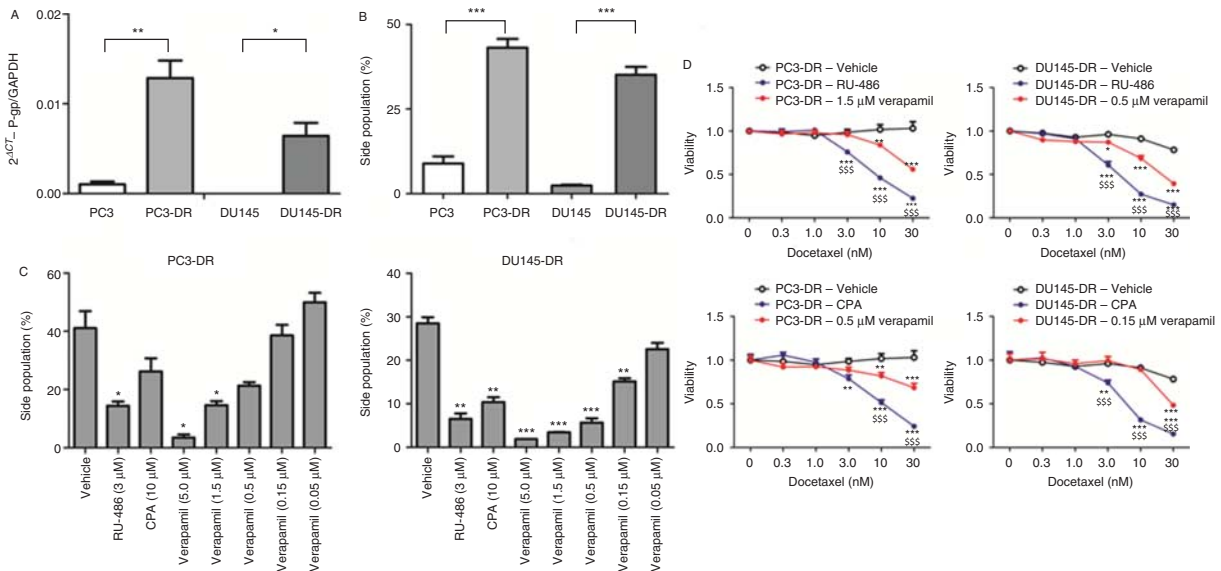 A
2^ΔCT – P-gp/GAPDH
0.02
0.01
0.00
**
*
PC3
PC3-DR
DU145
DU145-DR
B
Side population (%)
50
25
0
***
***
PC3
PC3-DR
DU145
DU145-DR
C
PC3-DR
Side population (%)
60
40
20
0
*
*
*
Vehicle
RU-486 (3 μM)
CPA (10 μM)
Verapamil (5.0 μM)
Verapamil (1.5 μM)
Verapamil (0.5 μM)
Verapamil (0.15 μM)
Verapamil (0.05 μM)
DU145-DR
Side population (%)
40
30
20
10
0
**
**
***
***
***
**
Vehicle
RU-486 (3 μM)
CPA (10 μM)
Verapamil (5.0 μM)
Verapamil (1.5 μM)
Verapamil (0.5 μM)
Verapamil (0.15 μM)
Verapamil (0.05 μM)
D
PC3-DR – Vehicle
PC3-DR – RU-486
PC3-DR – 1.5 μM verapamil
Viability
1.5
1.0
0.5
0.0
**
***
***
$$$
***
$$$
***
$$$
0 0.3 1.0 3.0 10 30
Docetaxel (nM)
DU145-DR – Vehicle
DU145-DR – RU-486
DU145-DR – 0.5 μM verapamil
Viability
1.5
1.0
0.5
0.0
*
***
***
$$$
***
***
$$$
***
$$$
0 0.3 1.0 3.0 10 30
Docetaxel (nM)
PC3-DR – Vehicle
PC3-DR – CPA
PC3-DR – 0.5 μM verapamil
Viability
1.5
1.0
0.5
0.0
**
***
**
***
$$$
***
$$$
0 0.3 1.0 3.0 10 30
Docetaxel (nM)
DU145-DR – Vehicle
DU145-DR – CPA
DU145-DR – 0.15 μM verapamil
Viability
1.5
1.0
0.5
0.0
**
$$$
***
$$$
***
***
$$$
0 0.3 1.0 3.0 10 30
Docetaxel (nM)